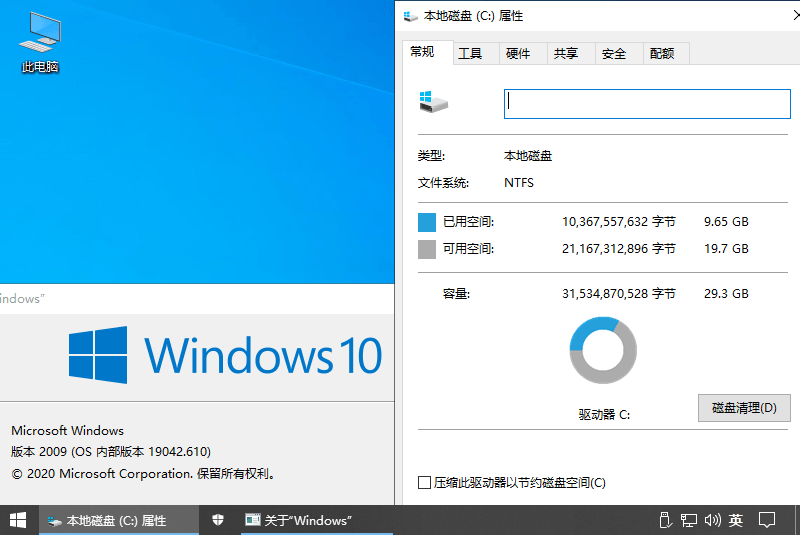 此电脑
本地磁盘 (C:) 属性
常规 工具 硬件 共享 安全 配额
类型: 本地磁盘
文件系统: NTFS
已用空间: 10,367,557,632 字节 9.65 GB
可用空间: 21,167,312,896 字节 19.7 GB
容量: 31,534,870,528 字节 29.3 GB
驱动器 C:
磁盘清理(D)
压缩此驱动器以节约磁盘空间(C)
indows"
Windows 10
Microsoft Windows
版本 2009 (OS 内部版本 19042.610)
© 2020 Microsoft Corporation. 保留所有权利。
本地磁盘 (C:) 属性
关于"Windows"
英